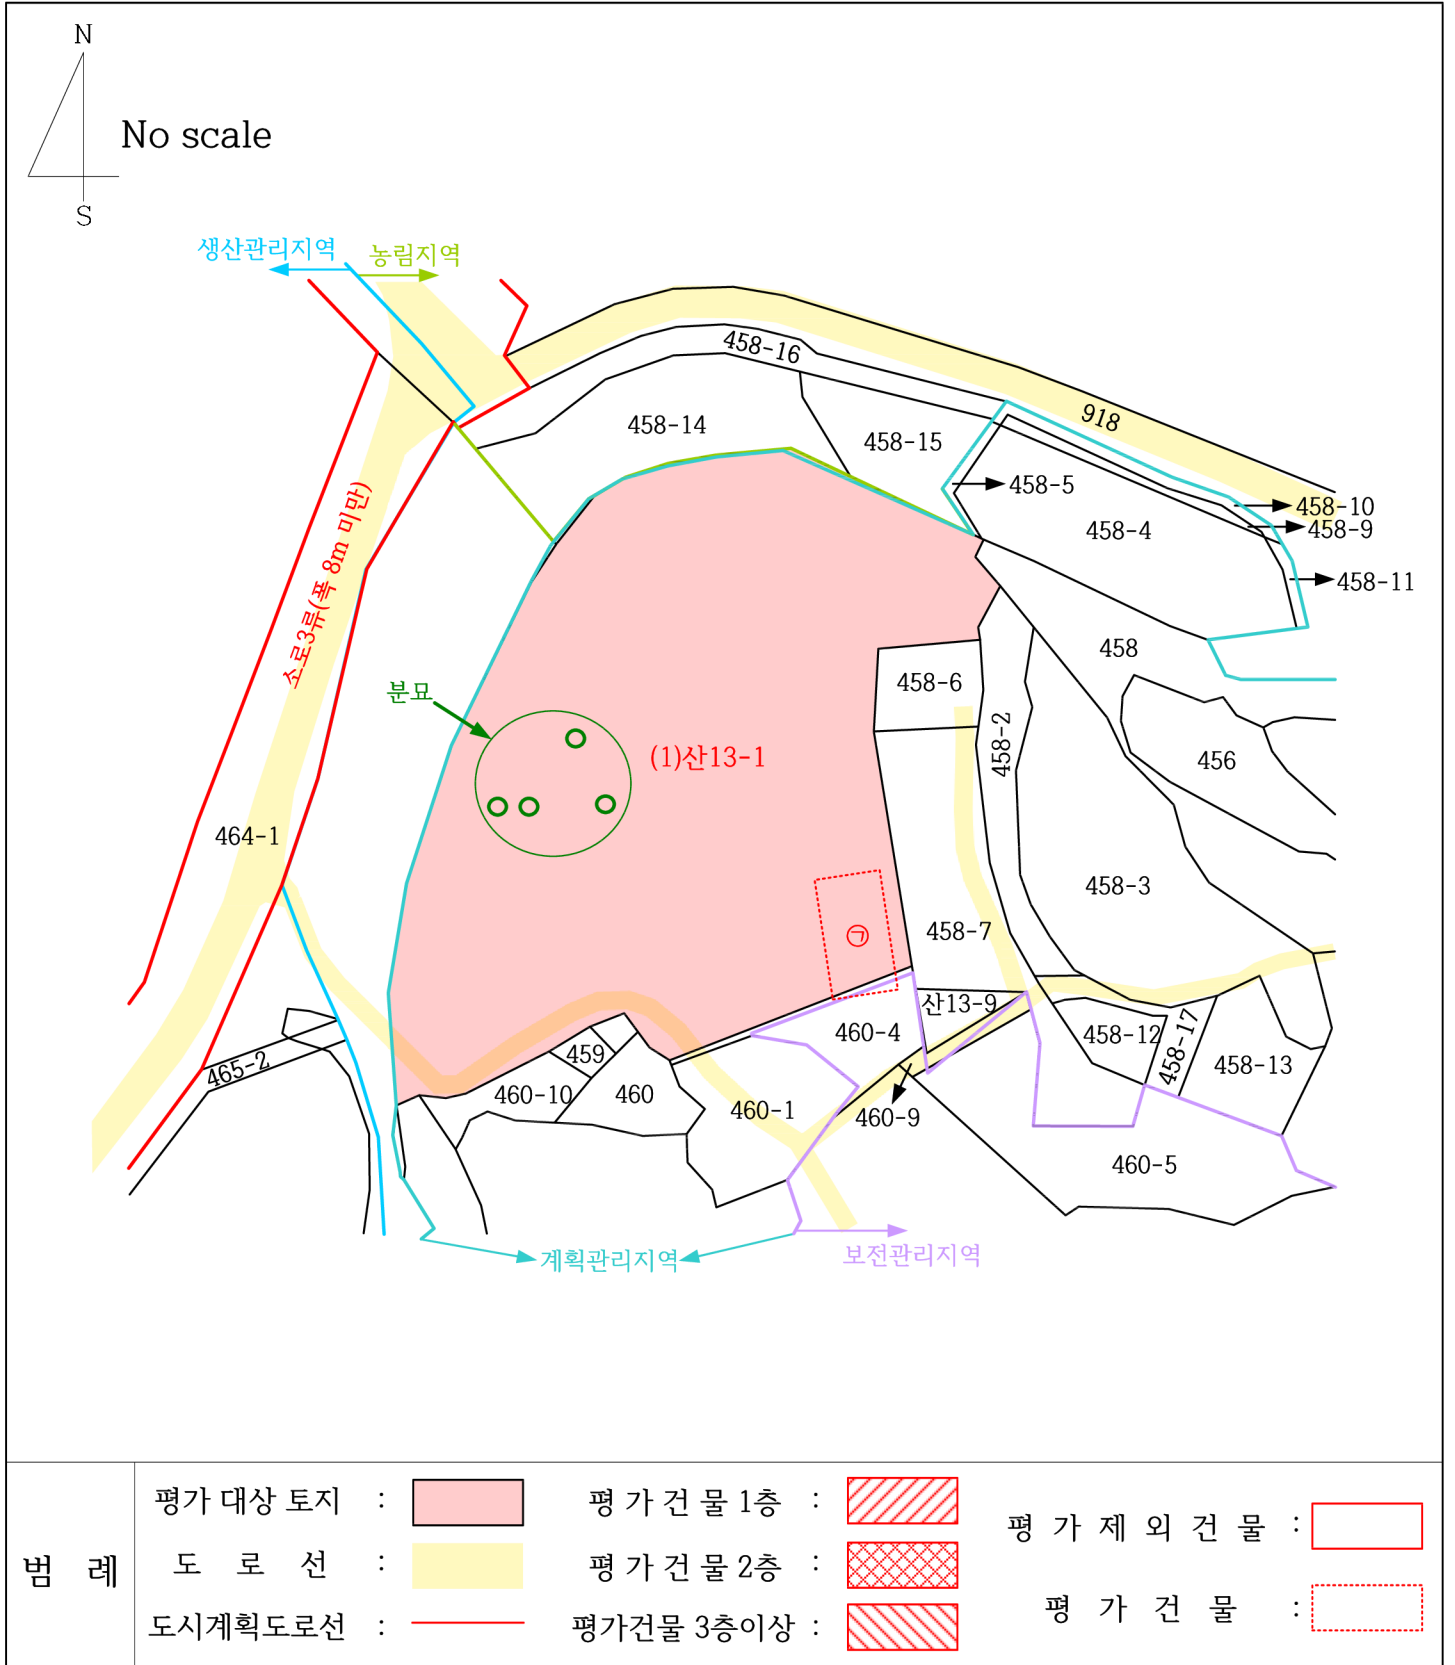 N
No scale
S
생산관리지역
농림지역
458-16
918
458-14
458-15
458-5
458-10
458-9
458-4
458-11
소로3류(폭 8m 미만)
458
458-6
분묘
458-2
(1)산13-1
456
464-1
458-3
㉠
458-7
산13-9
460-4
458-12
458-17
459
458-13
465-2
460-10
460
460-1
460-9
460-5
보전관리지역
계획관리지역
범 례
평가 대상 토지 :
평 가 건 물 1층 :
평 가 제 외 건 물 :
도 로 선 :
평 가 건 물 2층 :
평 가 건 물 :
도시계획도로선 :
평가건물 3층이상 :